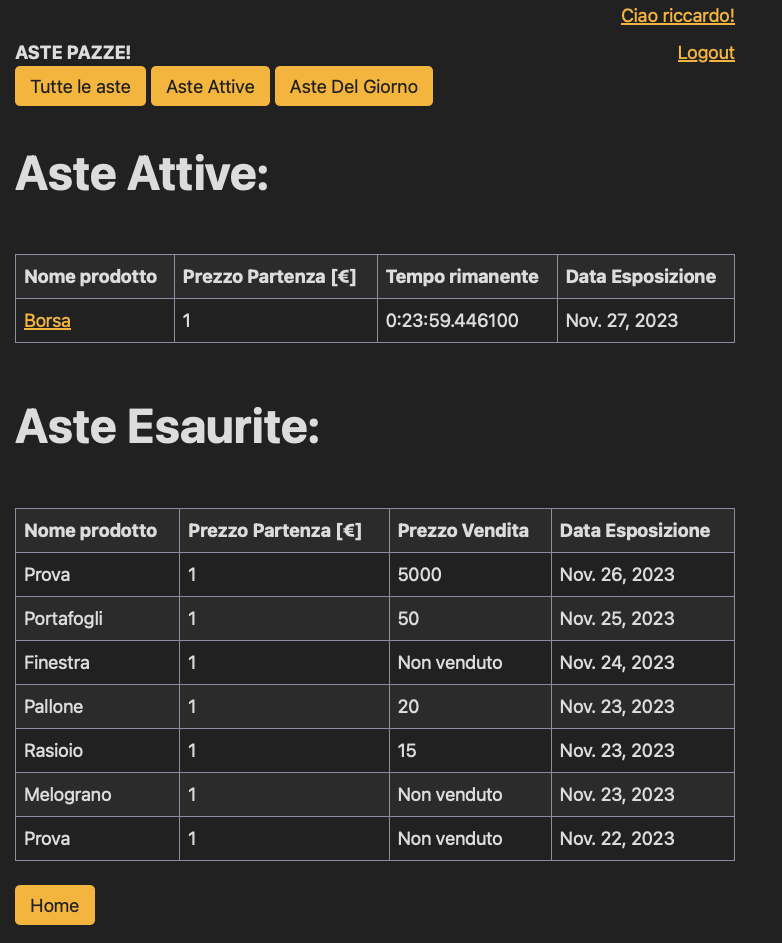 Ciao riccardo!
ASTE PAZZE! Logout
Tutte le aste Aste Attive Aste Del Giorno
Aste Attive:
Nome prodotto Prezzo Partenza [€] Tempo rimanente Data Esposizione
Borsa 1 0:23:59.446100 Nov. 27, 2023
Aste Esaurite:
Nome prodotto Prezzo Partenza [€] Prezzo Vendita Data Esposizione
Prova 1 5000 Nov. 26, 2023
Portafogli 1 50 Nov. 25, 2023
Finestra 1 Non venduto Nov. 24, 2023
Pallone 1 20 Nov. 23, 2023
Rasioio 1 15 Nov. 23, 2023
Melograno 1 Non venduto Nov. 23, 2023
Prova 1 Non venduto Nov. 22, 2023
Home